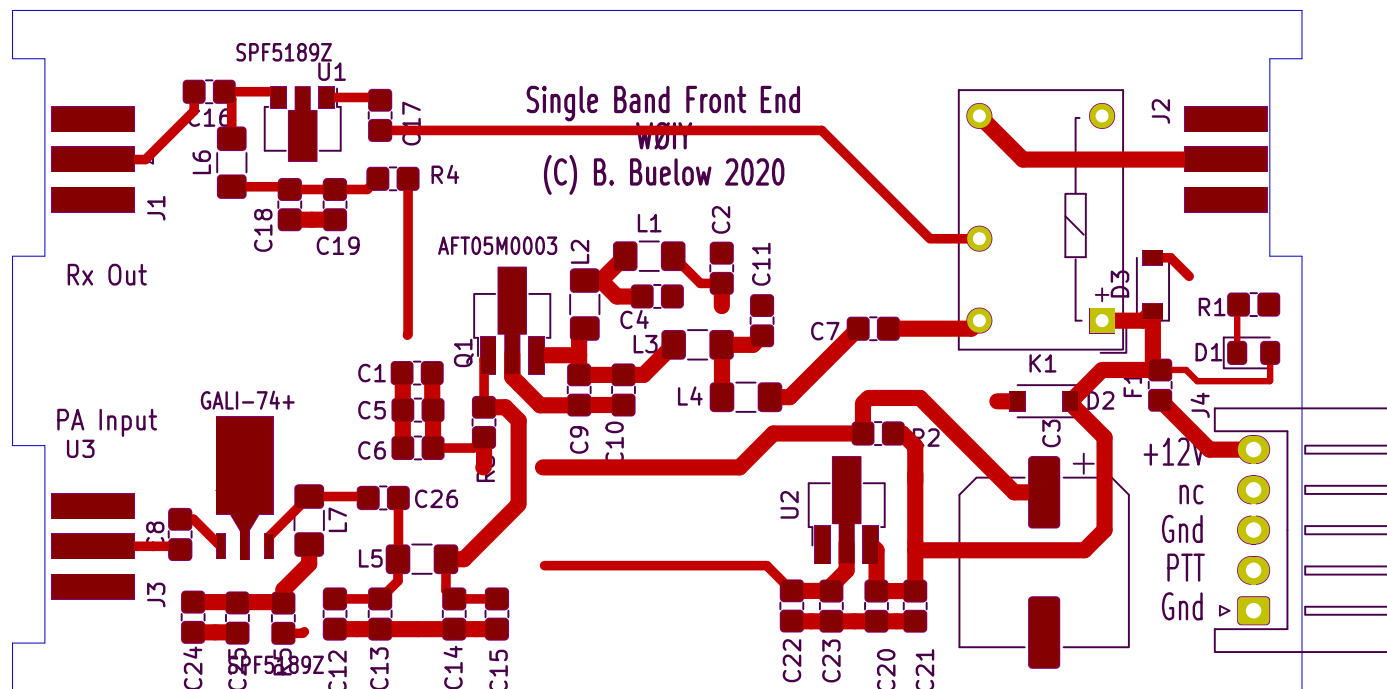 SPF5189Z
U1
C16
C17
L6
R4
C18
C19
J1
Single Band Front End
WØIY
(C) B. Buelow 2020
J2
Rx Out
AFT05M0003
L2
L1
C2
C11
C4
L3
C7
Q1
L4
C9
C10
+
D3
K1
D2
F1
R1
D1
J4
C1
C5
C6
PA Input
U3
GALI-74+
C26
C8
L7
L5
J3
R2
U2
C3
+
+12V
nc
Gnd
PTT
Gnd
C24
C25
SPF5189Z
C12
C13
C14
C15
C22
C23
C20
C21